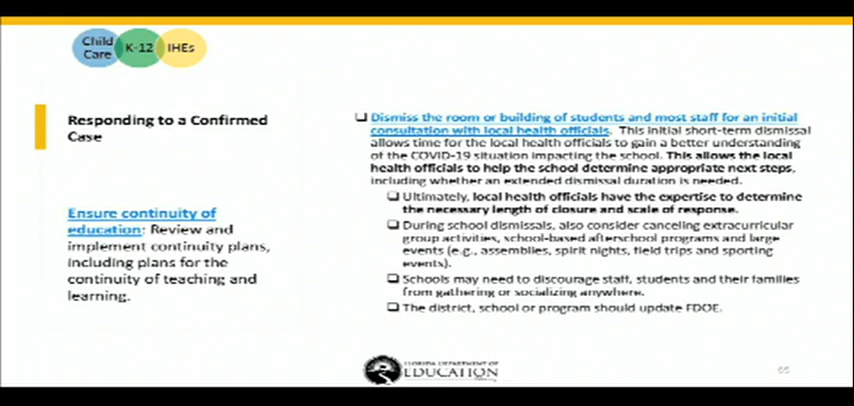 Child
Care
K-12
IHEs
Responding to a Confirmed
Case
Ensure continuity of
education: Review and
implement continuity plans,
including plans for the
continuity of teaching and
learning.
❑ Dismiss the room or building of students and most staff for an initial
consultation with local health officials. This initial short-term dismissal
allows time for the local health officials to gain a better understanding
of the COVID-19 situation impacting the school. This allows the local
health officials to help the school determine appropriate next steps,
including whether an extended dismissal duration is needed.
❑ Ultimately, local health officials have the expertise to determine
the necessary length of closure and scale of response.
❑ During school dismissals, also consider canceling extracurricular
group activities, school-based afterschool programs and large
events (e.g., assemblies, spirit nights, field trips and sporting
events).
❑ Schools may need to discourage staff, students and their families
from gathering or socializing anywhere.
❑ The district, school or program should update FDOE.
FLORIDA DEPARTMENT OF
EDUCATION
65